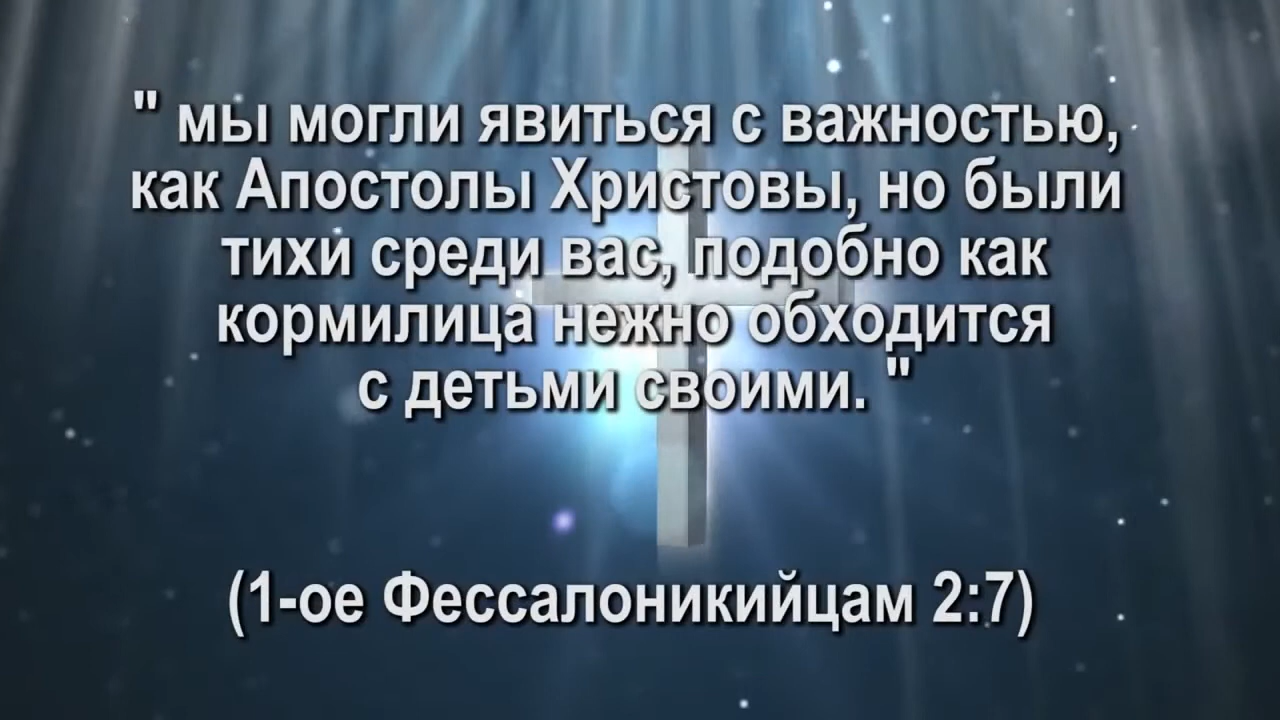 " мы могли явиться с важностью,
как Апостолы Христовы, но были
тихи среди вас, подобно как
кормилица нежно обходится
с детьми своими. "
(1-ое Фессалоникийцам 2:7)